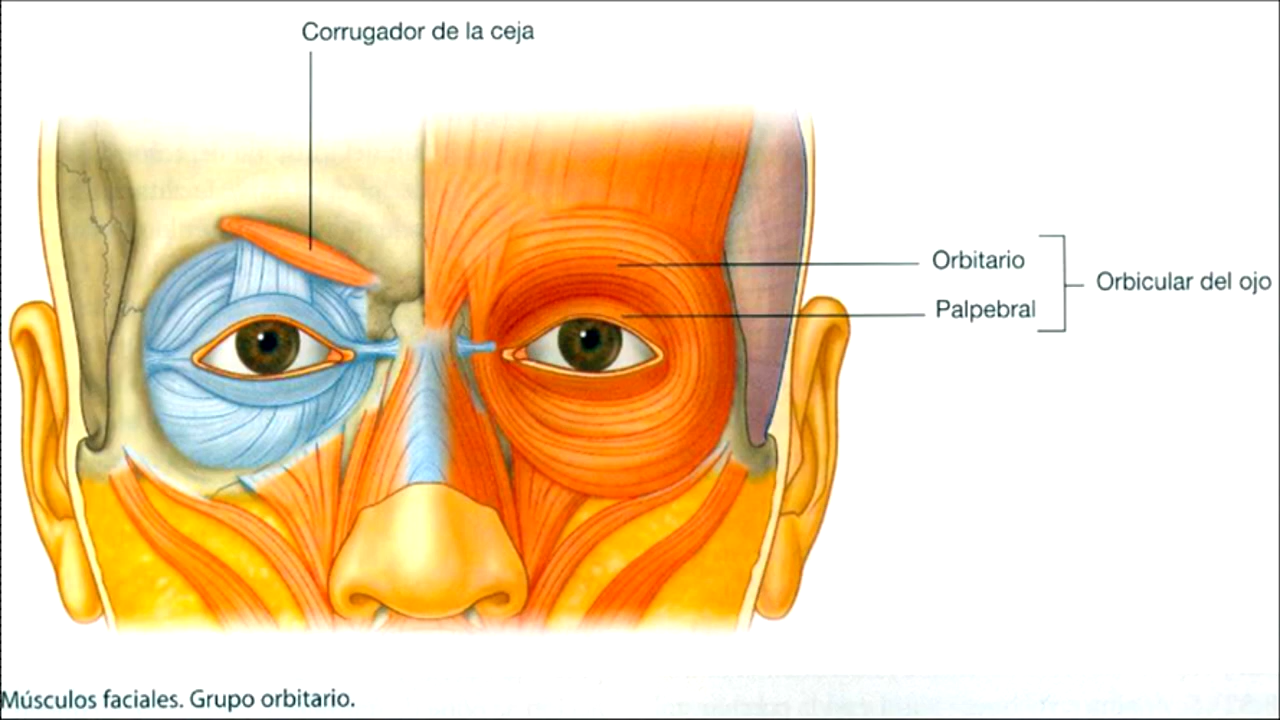 Corrugador de la ceja
Orbitario
Palpebral
Orbicular del ojo
Músculos faciales. Grupo orbitario.